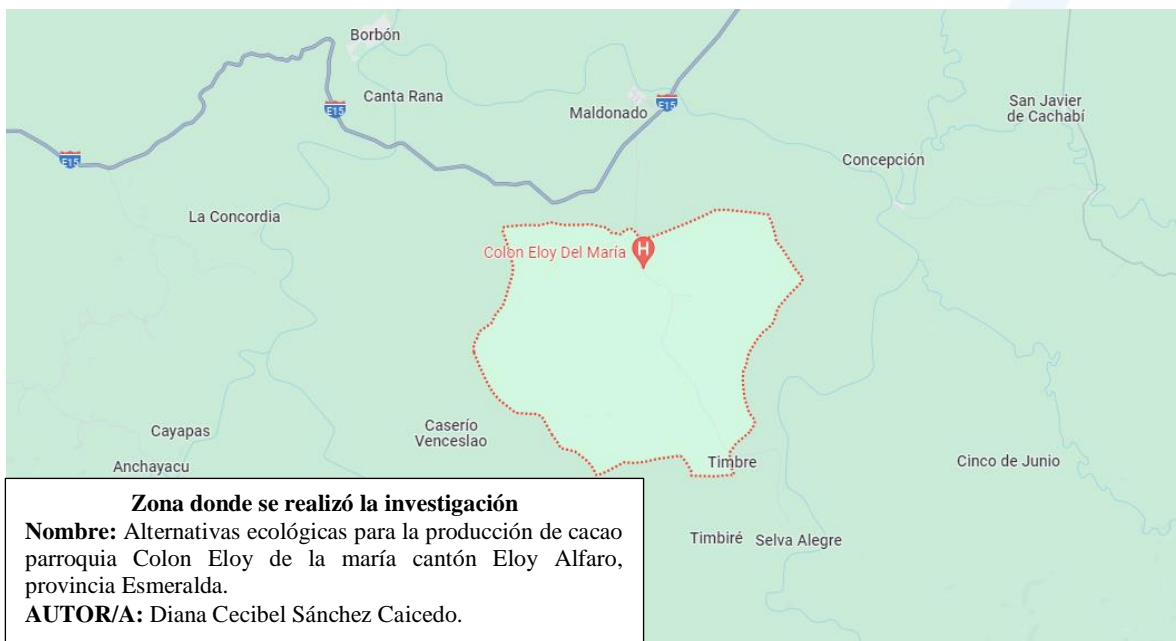 Borbón
E15
Canta Rana
Maldonado
E15
San Javier
de Cachabí
E15
Concepción
La Concordia
Colon Eloy Del María
H
Caserío
Venceslao
Cayapas
Anchayacu
Timbre
Cinco de Junio
Timbiré
Selva Alegre
Zona donde se realizó la investigación
Nombre: Alternativas ecológicas para la producción de cacao
parroquia Colon Eloy de la maría cantón Eloy Alfaro,
provincia Esmeralda.
AUTOR/A: Diana Cecibel Sánchez Caicedo.